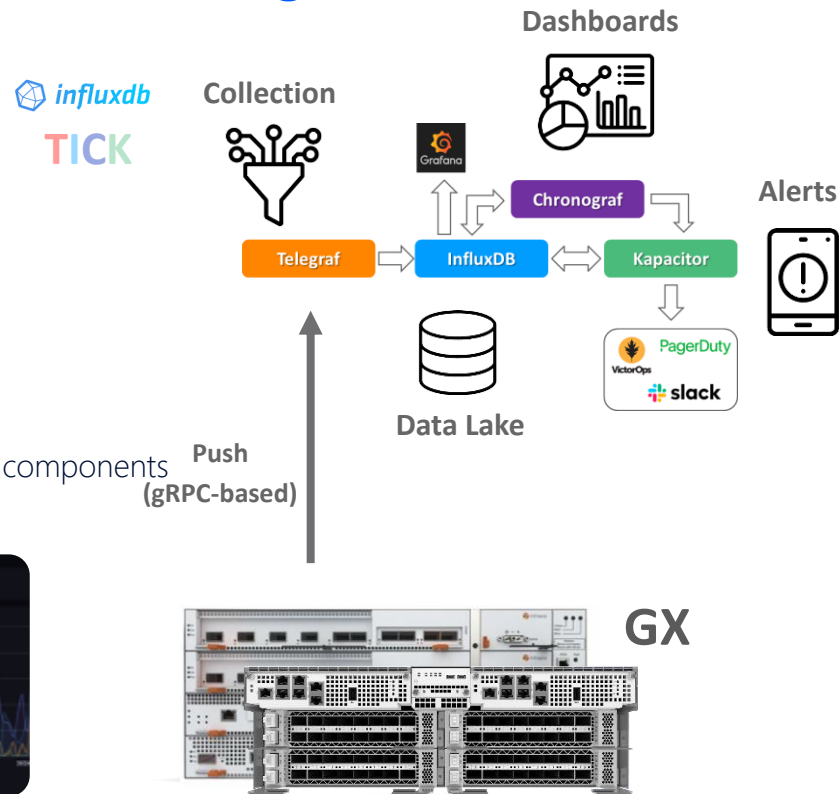 Dashboards
influxdb
Collection
TICK
Grafana
Chronograf
Alerts
Telegraf
InfluxDB
Kapacitor
VictorOps
PagerDuty
slack
Data Lake
components
Push
(gRPC-based)
GX